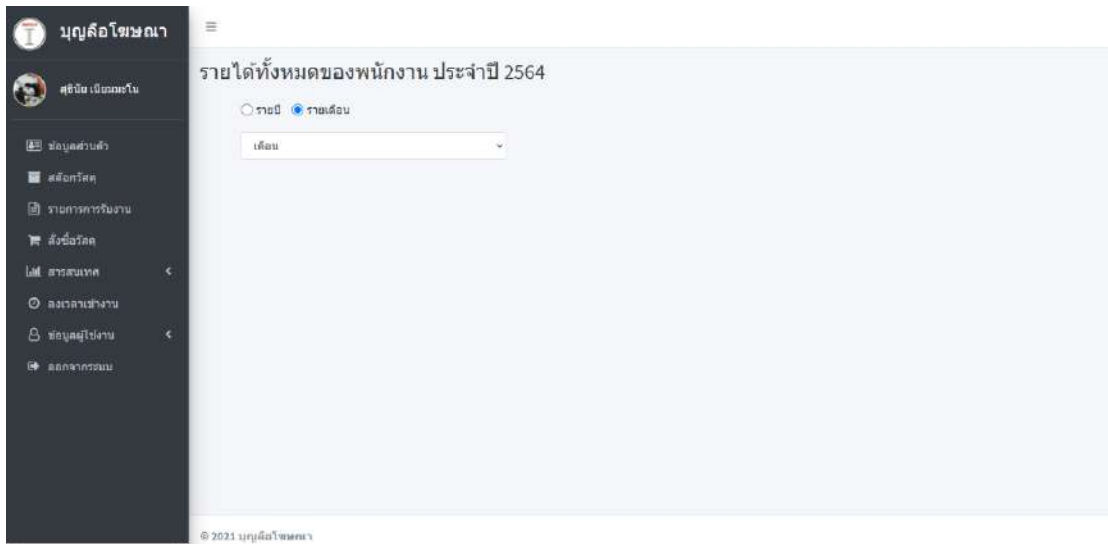 บุญลือโฆษณา
รายได้ทั้งหมดของพนักงาน ประจำปี 2564
รายปี รายเดือน
เดือน
ข้อมูลส่วนตัว
สต๊อกวัสดุ
รายการการรับงาน
สั่งซื้อวัสดุ
สารสนเทศ
ลงเวลาเข้างาน
ข้อมูลผู้ใช้งาน
ออกจากระบบ
© 2021 บุญลือโฆษณา